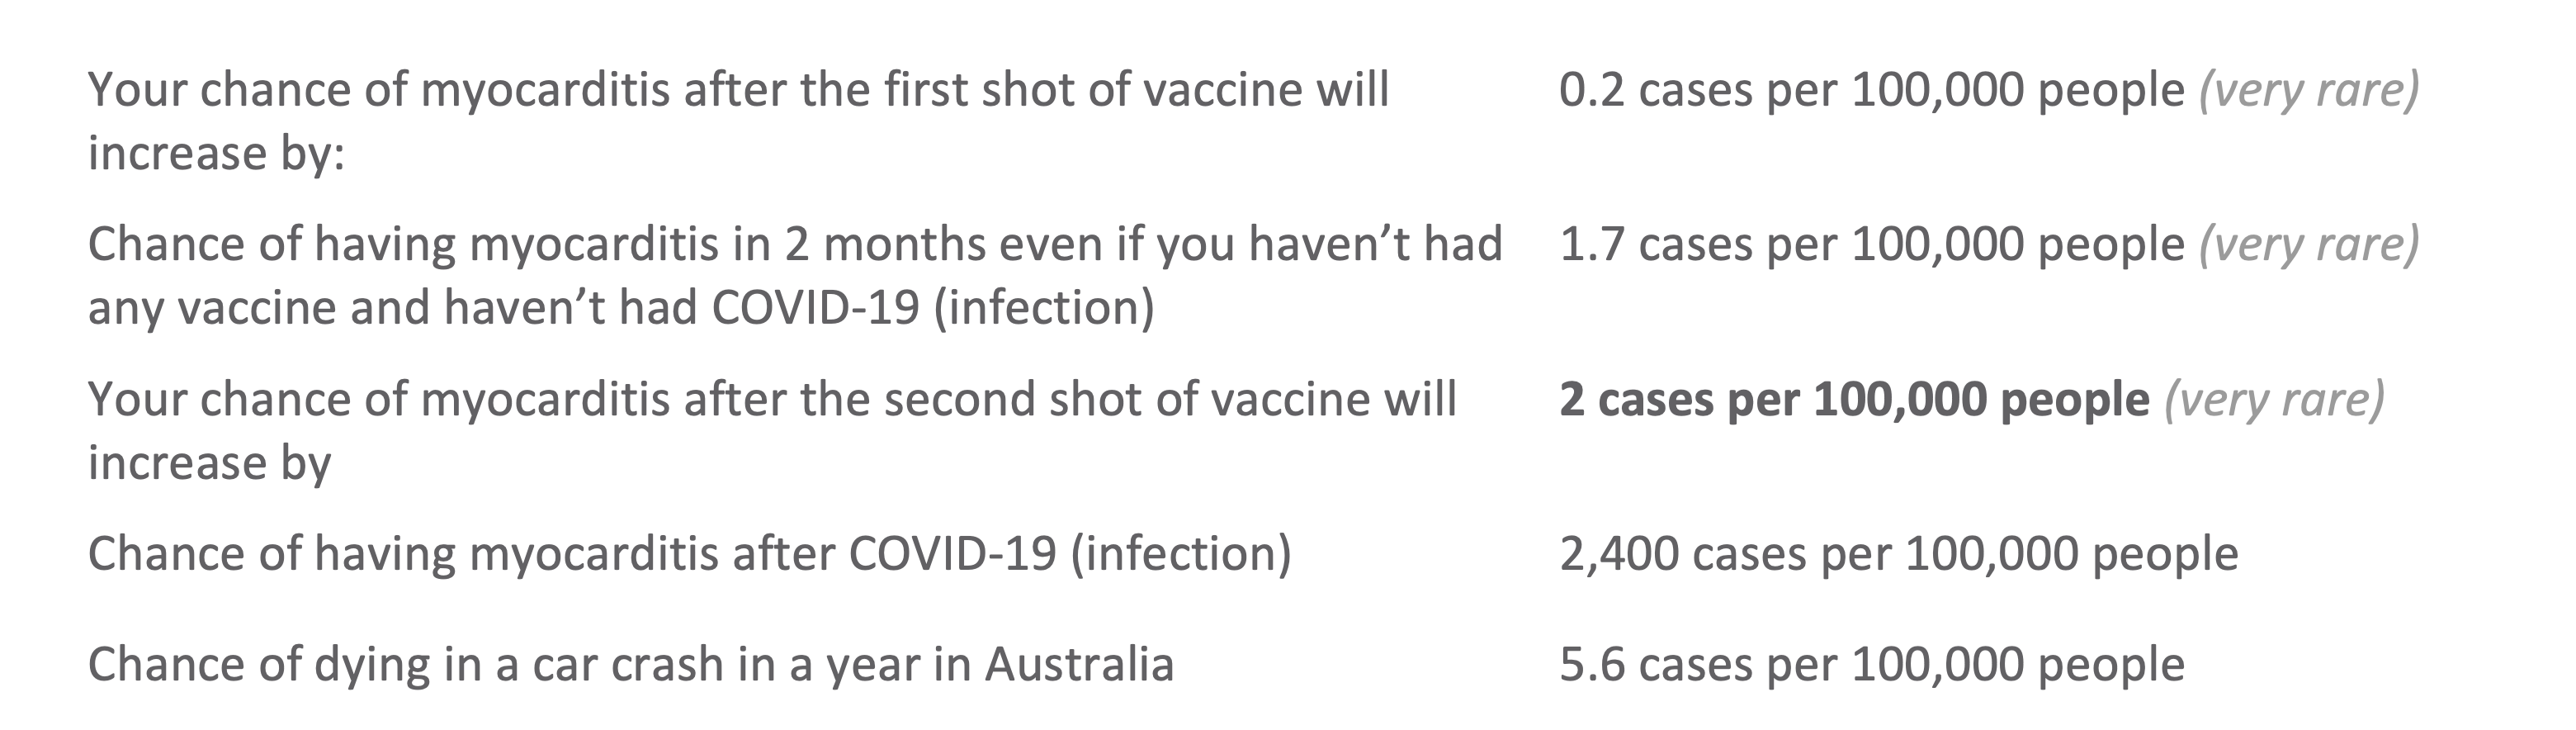 Your chance of myocarditis after the first shot of vaccine will
increase by:
0.2 cases per 100,000 people (very rare)
Chance of having myocarditis in 2 months even if you haven’t had
any vaccine and haven’t had COVID-19 (infection)
1.7 cases per 100,000 people (very rare)
Your chance of myocarditis after the second shot of vaccine will
increase by
2 cases per 100,000 people (very rare)
Chance of having myocarditis after COVID-19 (infection)
2,400 cases per 100,000 people
Chance of dying in a car crash in a year in Australia
5.6 cases per 100,000 people